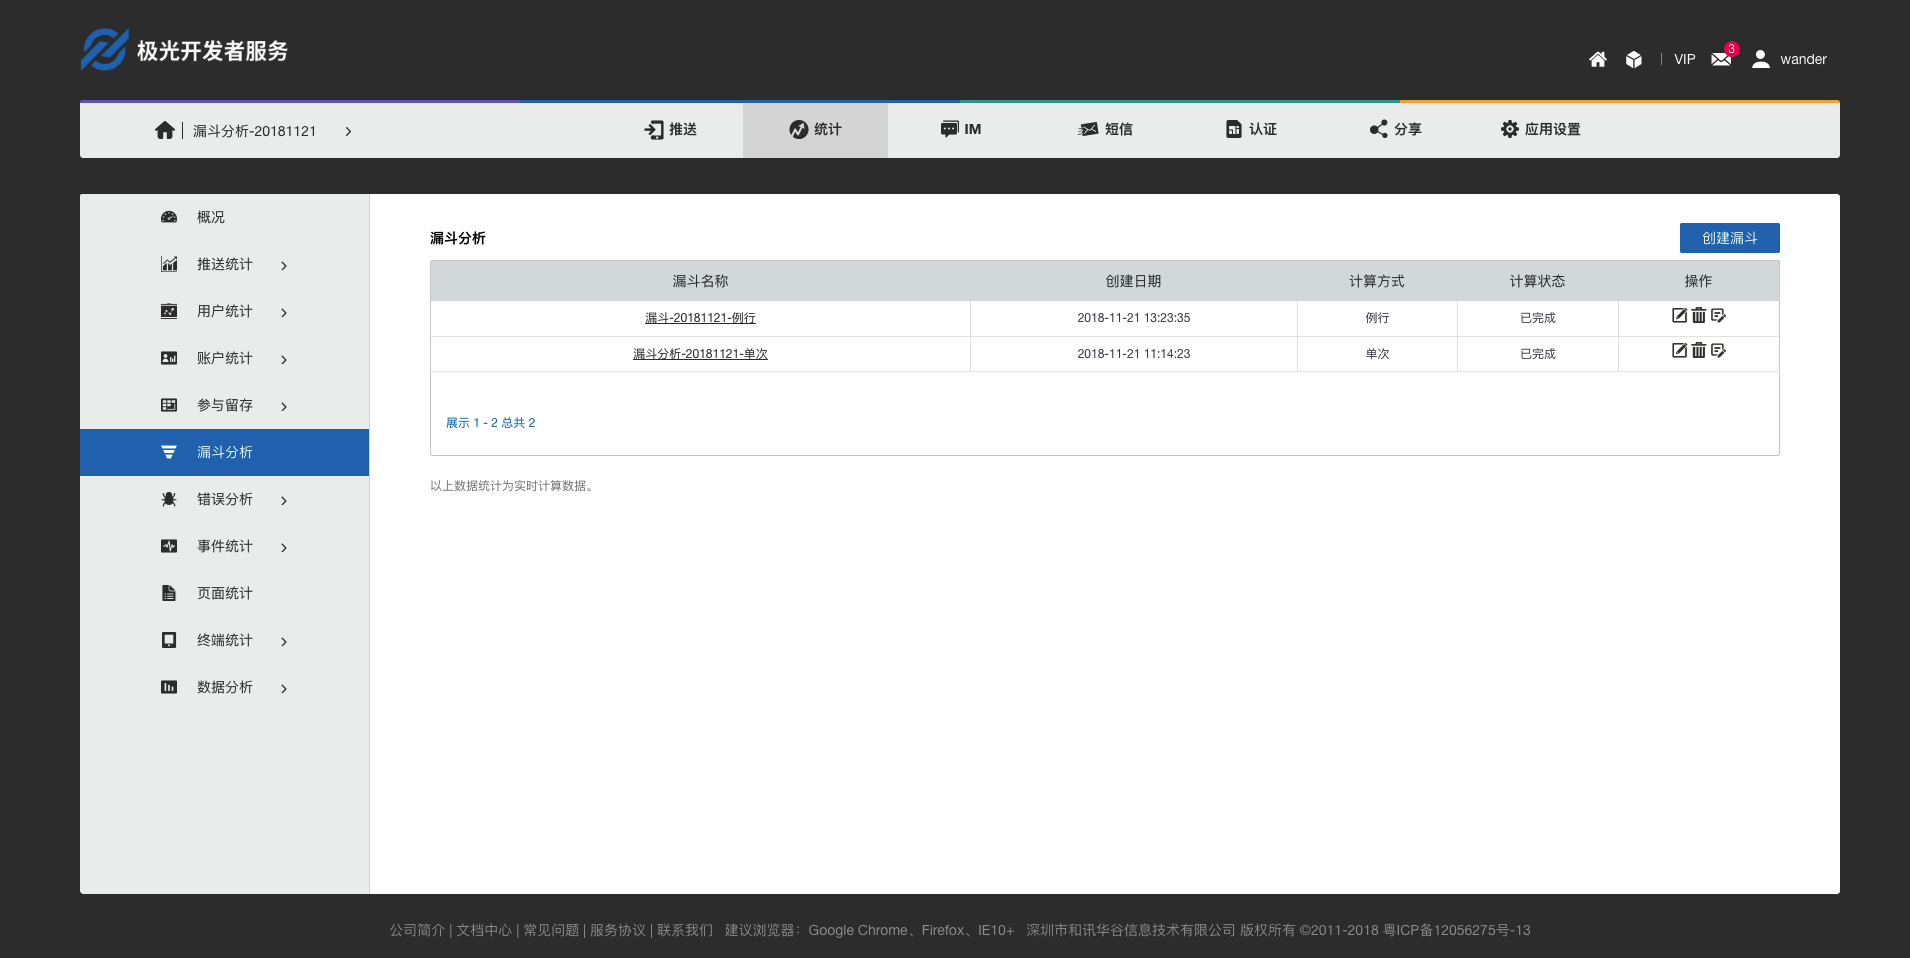 极光开发者服务
VIP 3 wander
漏斗分析-20181121
推送 统计 IM 短信 认证 分享 应用设置
概况
推送统计
用户统计
账户统计
参与留存
漏斗分析
错误分析
事件统计
页面统计
终端统计
数据分析
漏斗分析 创建漏斗
漏斗名称 创建日期 计算方式 计算状态 操作
漏斗-20181121-例行 2018-11-21 13:23:35 例行 已完成
漏斗分析-20181121-单次 2018-11-21 11:14:23 单次 已完成
展示 1 - 2 总共 2
以上数据统计为实时计算数据。
公司简介 | 文档中心 | 常见问题 | 服务协议 | 联系我们 建议浏览器：Google Chrome、Firefox、IE10+ 深圳市和讯华谷信息技术有限公司 版权所有 ©2011-2018 粤ICP备12056275号-13